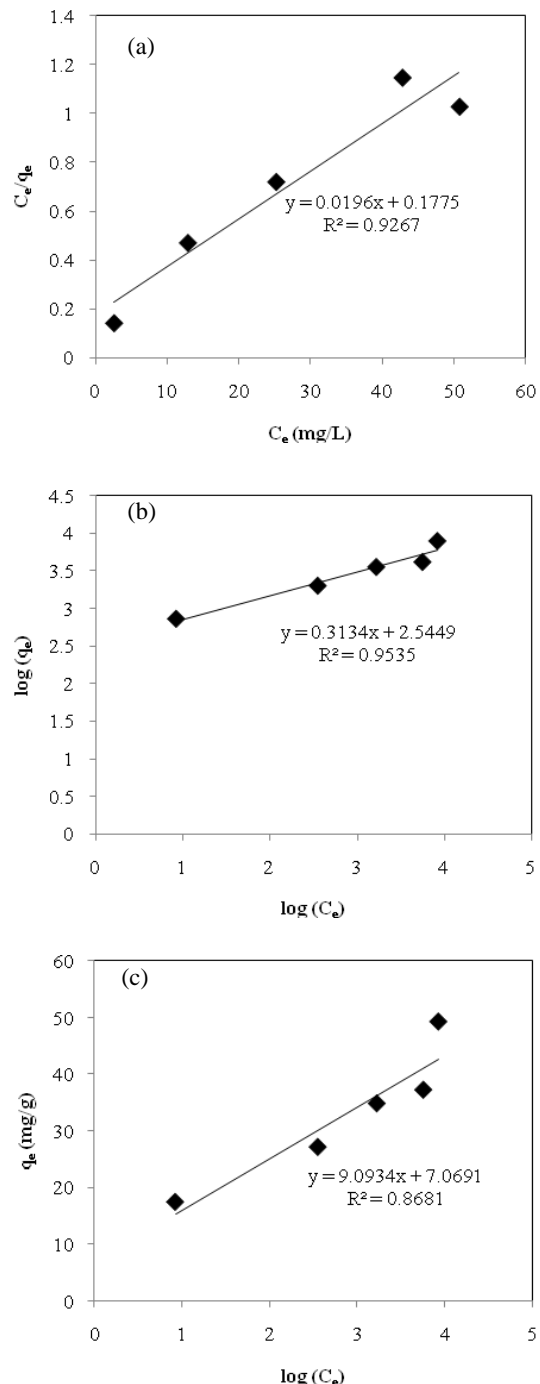 (a)
1.4
1.2
1
0.8
0.6
0.4
0.2
0
Cₑ/qₑ
y = 0.0196x + 0.1775
R² = 0.9267
0 10 20 30 40 50 60
Cₑ (mg/L)
(b)
4.5
4
3.5
3
2.5
2
1.5
1
0.5
0
log (qₑ)
y = 0.3134x + 2.5449
R² = 0.9535
0 1 2 3 4 5
log (Cₑ)
(c)
60
50
40
30
20
10
0
qₑ (mg/g)
y = 9.0934x + 7.0691
R² = 0.8681
0 1 2 3 4 5
log (Cₑ)